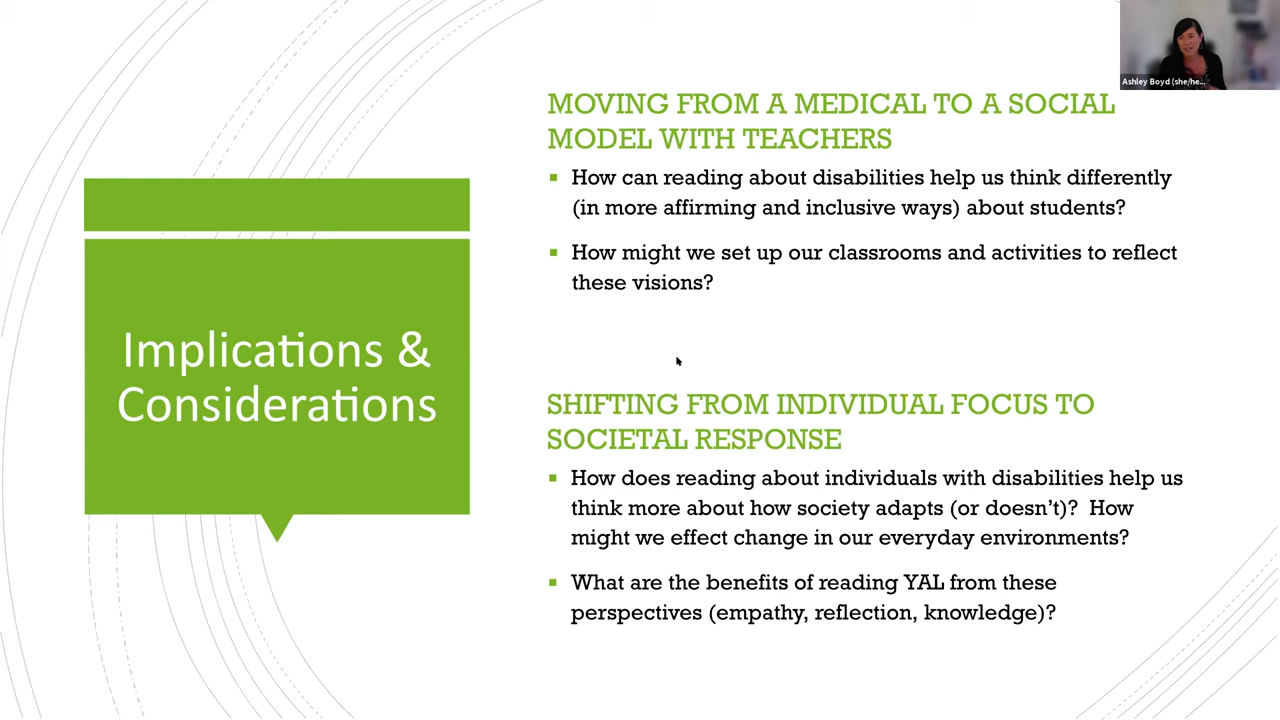 Ashley Boyd (she/he...
MOVING FROM A MEDICAL TO A SOCIAL
MODEL WITH TEACHERS
How can reading about disabilities help us think differently
(in more affirming and inclusive ways) about students?
How might we set up our classrooms and activities to reflect
these visions?
Implications &
Considerations
SHIFTING FROM INDIVIDUAL FOCUS TO
SOCIETAL RESPONSE
How does reading about individuals with disabilities help us
think more about how society adapts (or doesn't)? How
might we effect change in our everyday environments?
What are the benefits of reading YAL from these
perspectives (empathy, reflection, knowledge)?